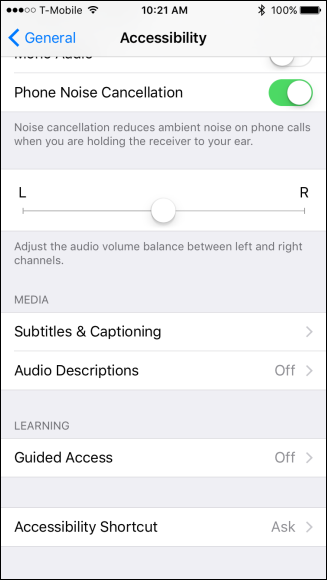 T-Mobile 10:21 AM 100%
General Accessibility
Mono Audio
Phone Noise Cancellation
Noise cancellation reduces ambient noise on phone calls
when you are holding the receiver to your ear.
L R
Adjust the audio volume balance between left and right
channels.
MEDIA
Subtitles & Captioning
Audio Descriptions Off
LEARNING
Guided Access Off
Accessibility Shortcut Ask